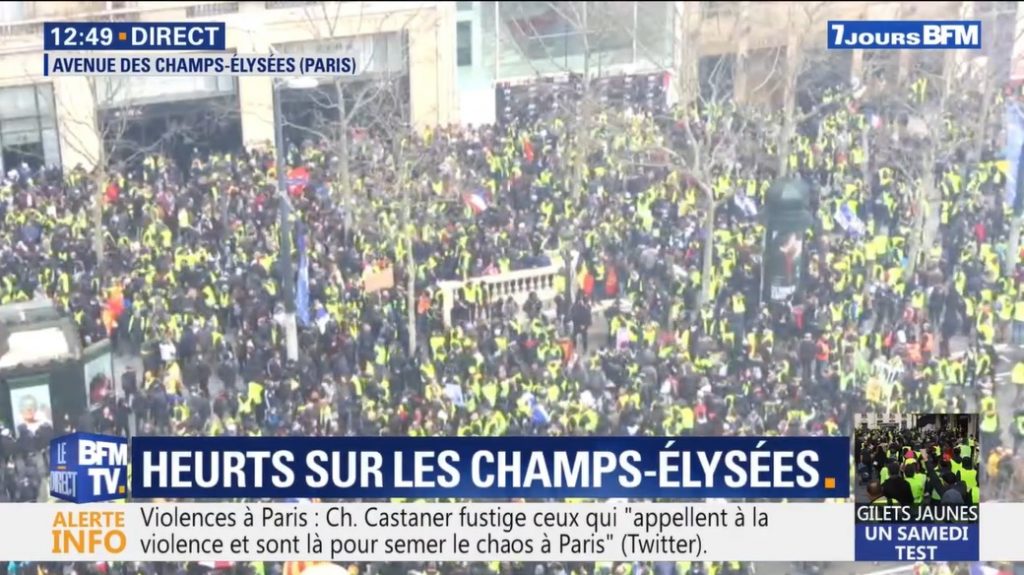 12:49 DIRECT
AVENUE DES CHAMPS-ÉLYSÉES (PARIS)
7JOURSBFM
LE DIRECT
BFM
TV.
HEURTS SUR LES CHAMPS-ÉLYSÉES.
ALERTE
INFO
Violences à Paris : Ch. Castaner fustige ceux qui "appellent à la
violence et sont là pour semer le chaos à Paris" (Twitter).
GILETS JAUNES
UN SAMEDI
TEST